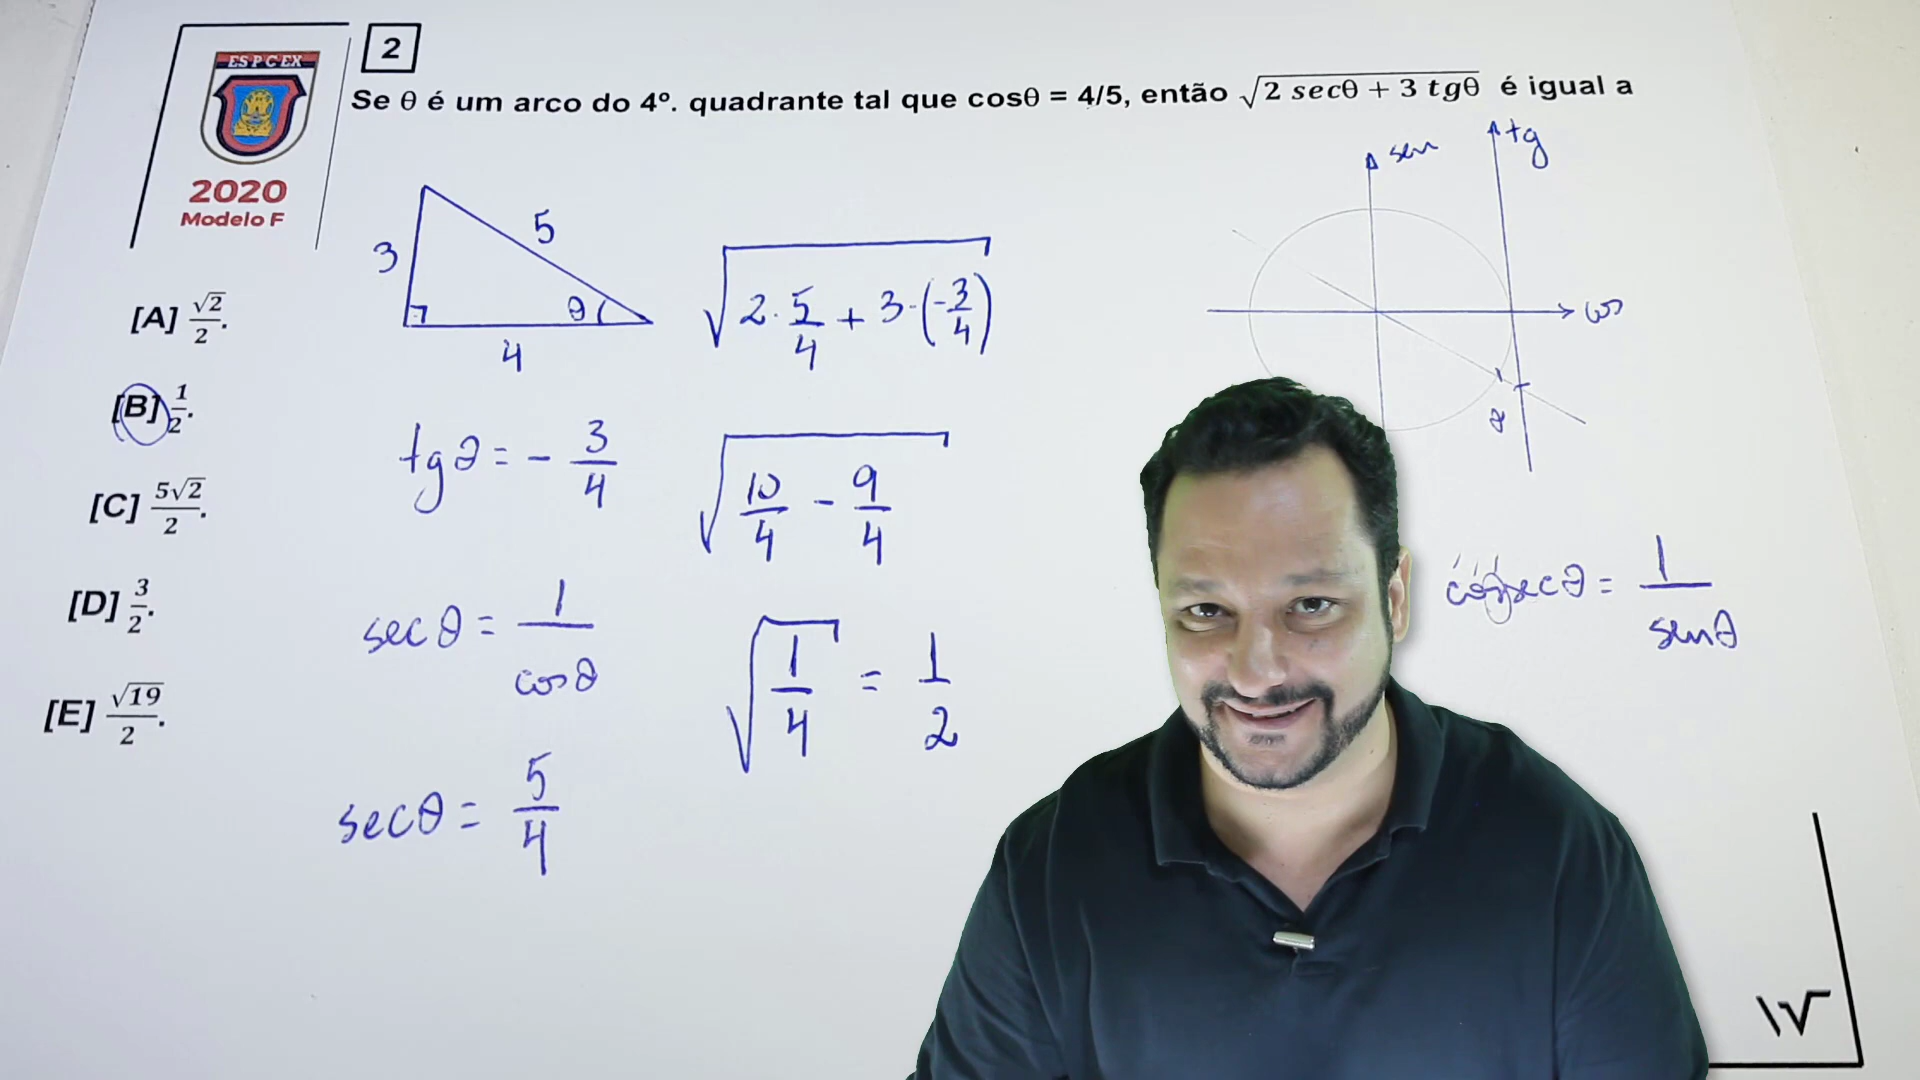 ESPCEX
2020
Modelo F
2
Se θ é um arco do 4º. quadrante tal que cosθ = 4/5, então √(2 secθ + 3 tgθ) é igual a
[A] √2/2.
[B] 1/2.
[C] 5√2/2.
[D] 3/2.
[E] √19/2.
3
5
θ
4
tgθ = - 3/4
secθ = 1/cosθ
secθ = 5/4
√(2·5/4 + 3·(-3/4))
√(10/4 - 9/4)
√(1/4) = 1/2
sen
tg
cos
θ
cossecθ = 1/senθ